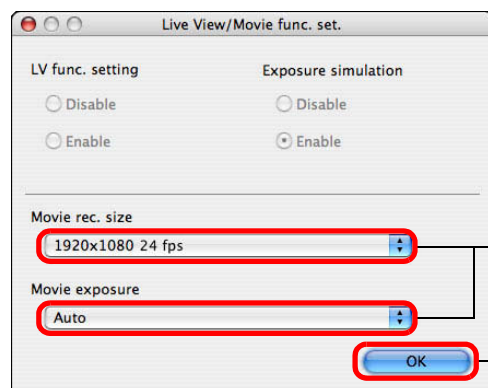 Live View/Movie func. set.
LV func. setting
Exposure simulation
Disable
Disable
Enable
Enable
Movie rec. size
1920x1080 24 fps
Movie exposure
Auto
OK